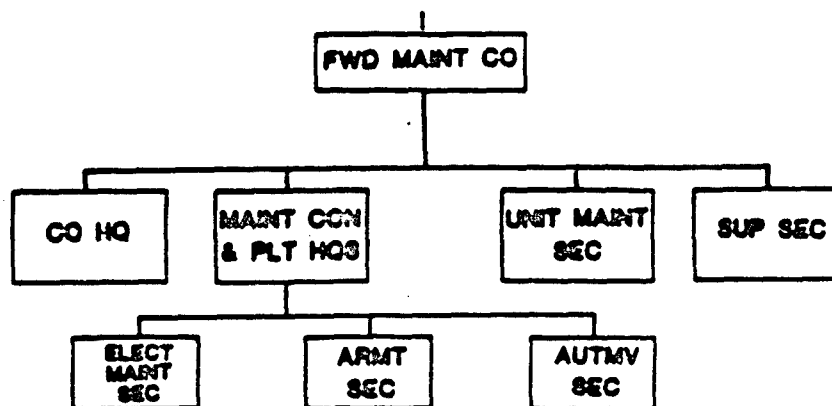 FWD MAINT CO
CO HQ
MAINT CON
& PLT HQS
UNIT MAINT
SEC
SUP SEC
ELECT
MAINT
SEC
ARMT
SEC
AUTMV
SEC